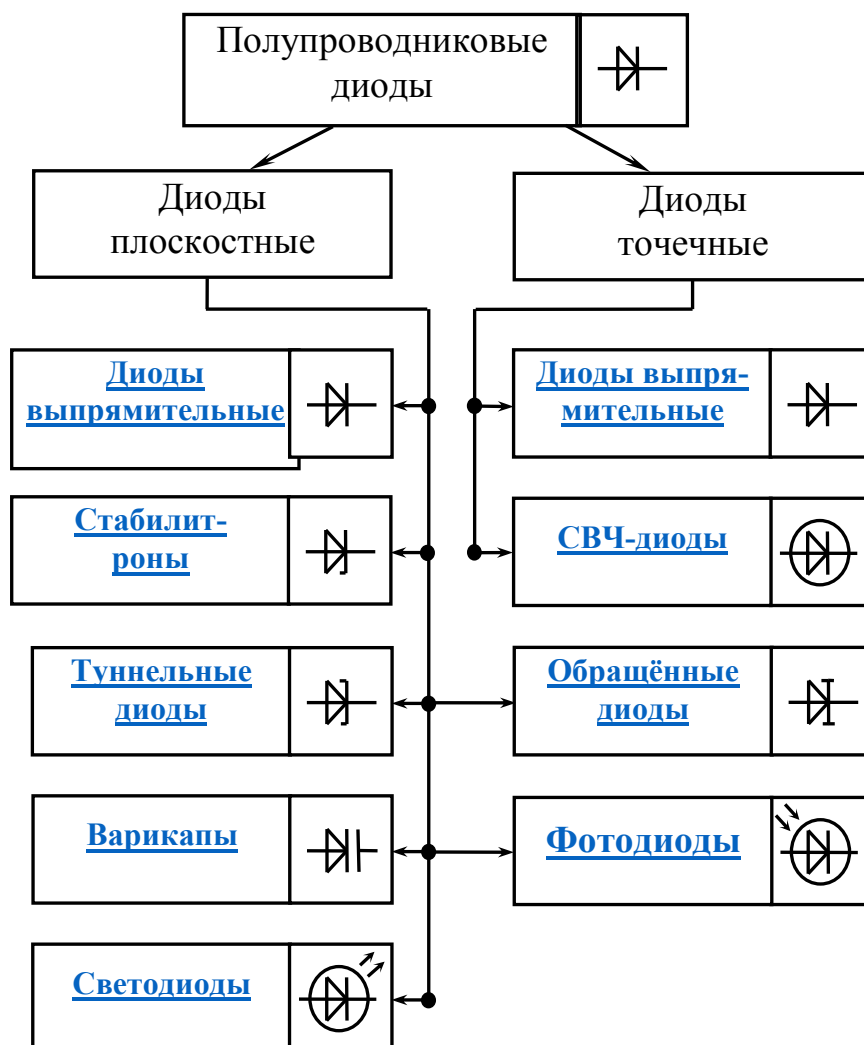 Полупроводниковые
диоды
Диоды
плоскостные
Диоды
точечные
Диоды
выпрямительные
Диоды выпря-
мительные
Стабилит-
роны
СВЧ-диоды
Туннельные
диоды
Обращённые
диоды
Варикапы
Фотодиоды
Светодиоды